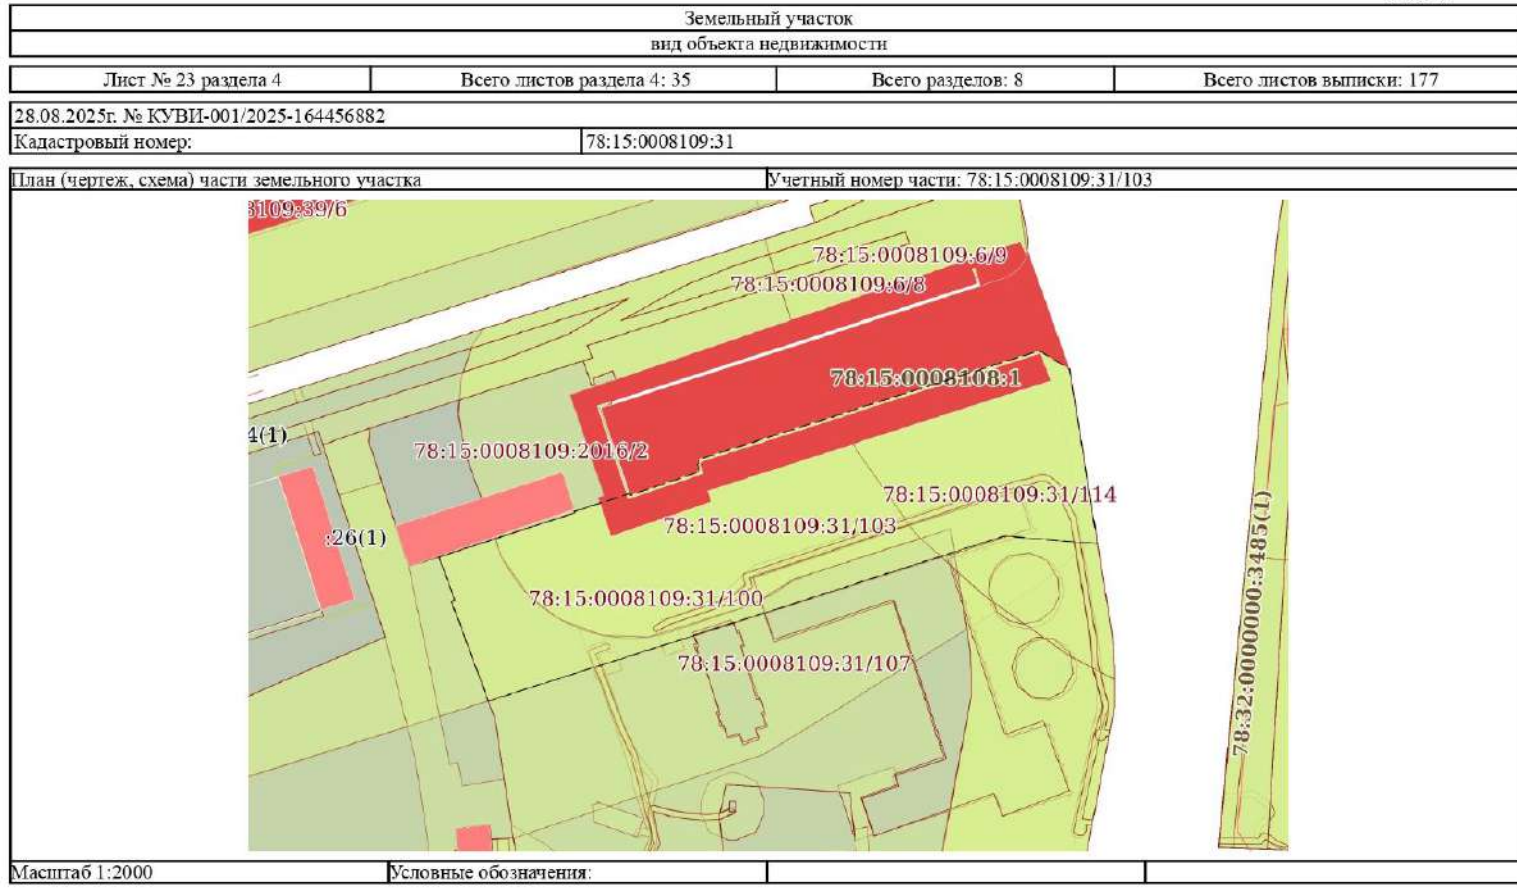 Земельный участок
вид объекта недвижимости
Лист № 23 раздела 4 Всего листов раздела 4: 35 Всего разделов: 8 Всего листов выписки: 177
28.08.2025г. № КУВИ-001/2025-164456882
Кадастровый номер: 78:15:0008109:31
План (чертеж, схема) части земельного участка Учетный номер части: 78:15:0008109:31/103
8109:39/6
78:15:0008109:6/9
78:15:0008109:6/8
78:15:0008108:1
4(1)
78:15:0008109:2016/2
78:15:0008109:31/114
78:15:0008109:31/103
:26(1)
78:15:0008109:31/100
78:15:0008109:31/107
78:32:0000000:3485(1)
Масштаб 1:2000 Условные обозначения: